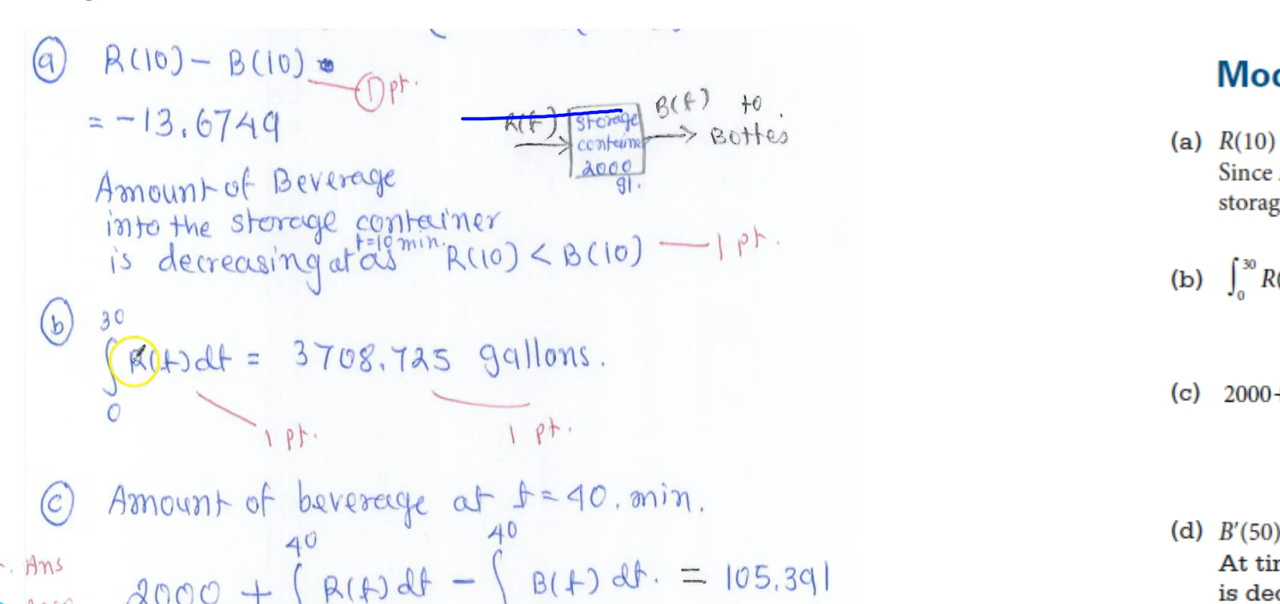 (a) R(10) - B(10)
1 pt.
= -13.6749
R(t)
storage
container
2000
gl.
B(t) to
Bottles
Amount of Beverage
into the storage container
is decreasing at t=10 min. as R(10) < B(10) — 1 pt.
(b) ∫₀³⁰ R(t)dt = 3708.725 gallons.
1 pt. 1 pt.
(c) Amount of beverage at t = 40. min.
. Ans
2000 + ∫⁴⁰ R(t) dt - ∫⁴⁰ B(t) dt. = 105.391
(a) R(10)
Since
storag
(b) ∫₀³⁰ R(
(c) 2000+
(d) B'(50)
At tir
is dec